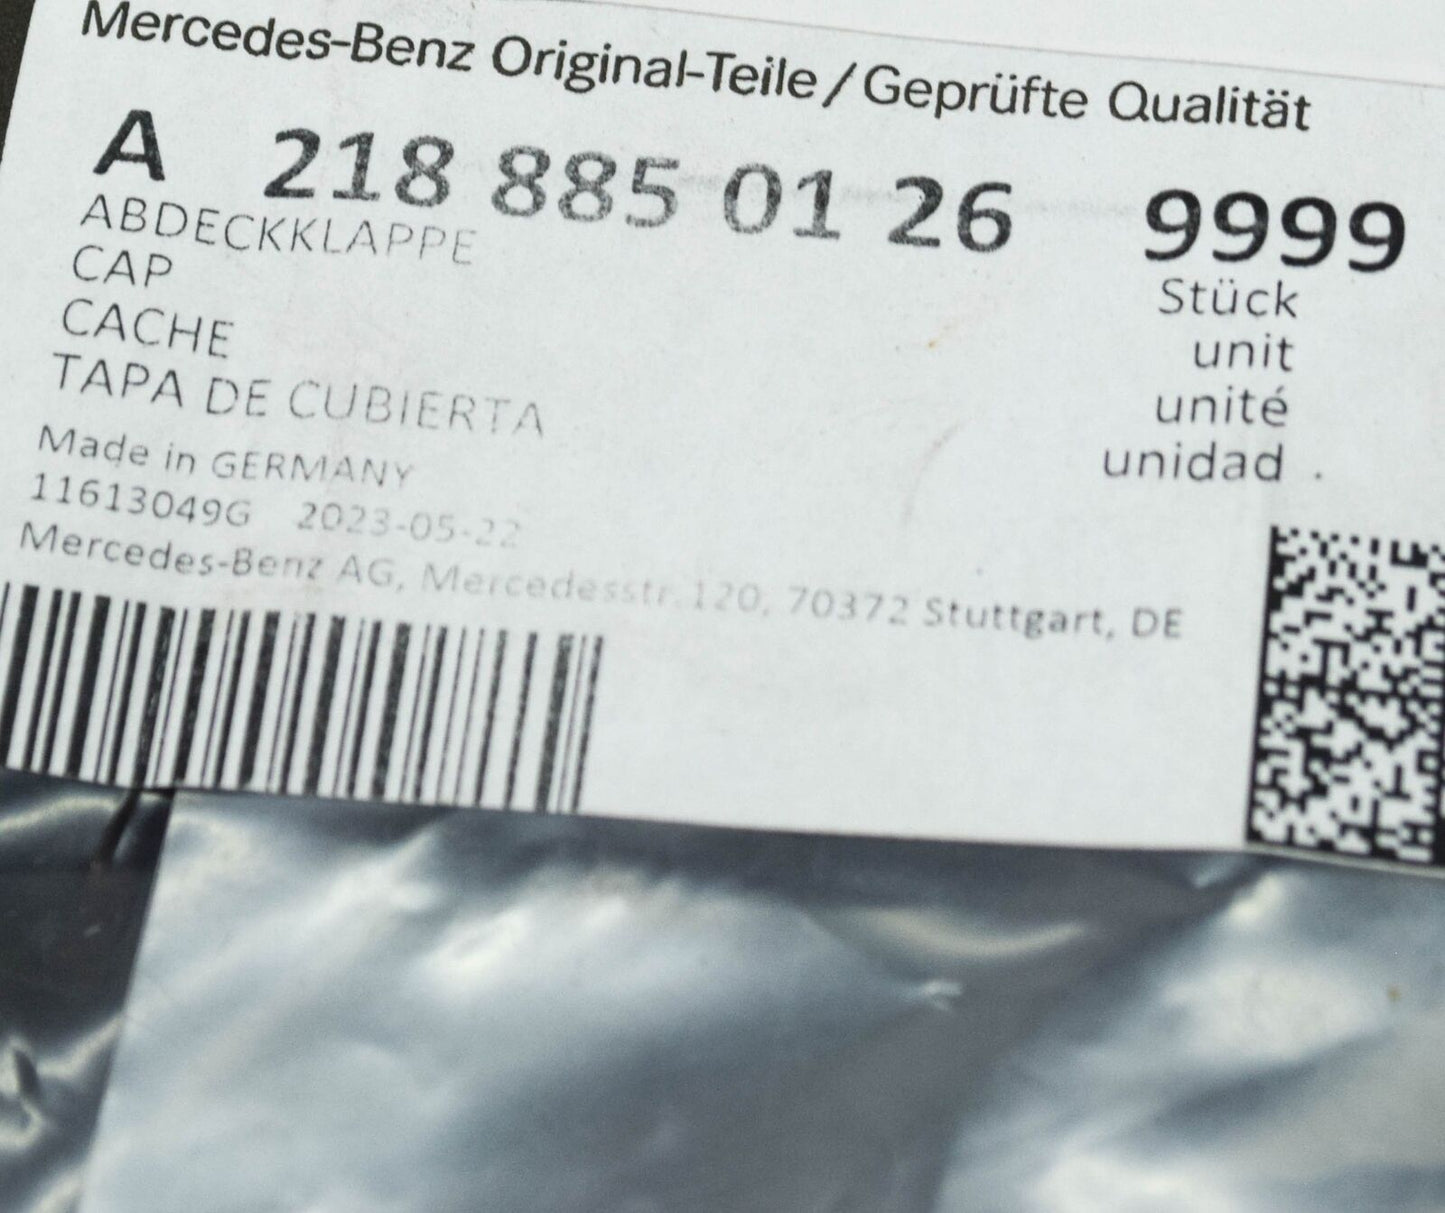 Mercedes-Benz Original-Teile / Geprüfte Qualität
A 218 885 01 26 9999
ABDECKKLAPPE
CAP
CACHE
TAPA DE CUBIERTA
Stück
unit
unité
unidad .
Made in GERMANY
11613049G 2023-05-22
Mercedes-Benz AG, Mercedesstr.120, 70372 Stuttgart, DE